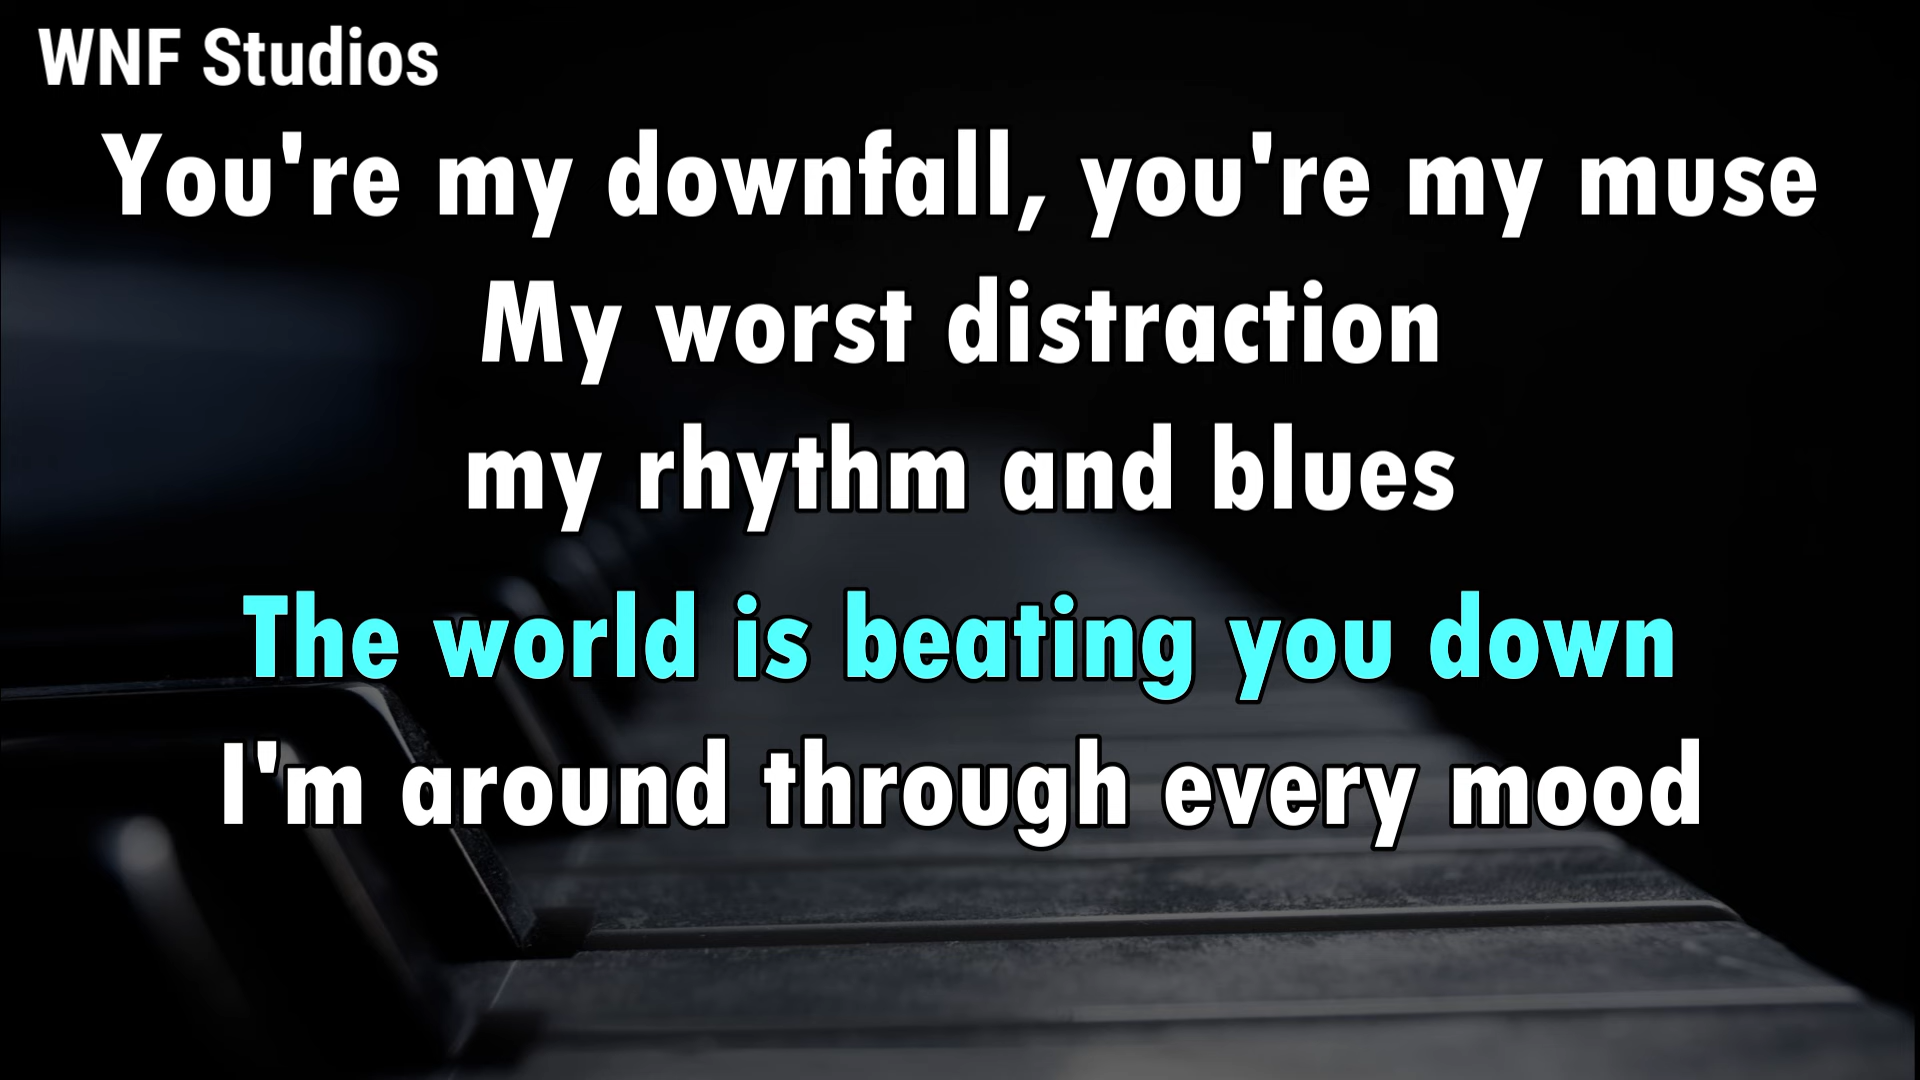 WNF Studios
You're my downfall, you're my muse
My worst distraction
my rhythm and blues
The world is beating you down
I'm around through every mood